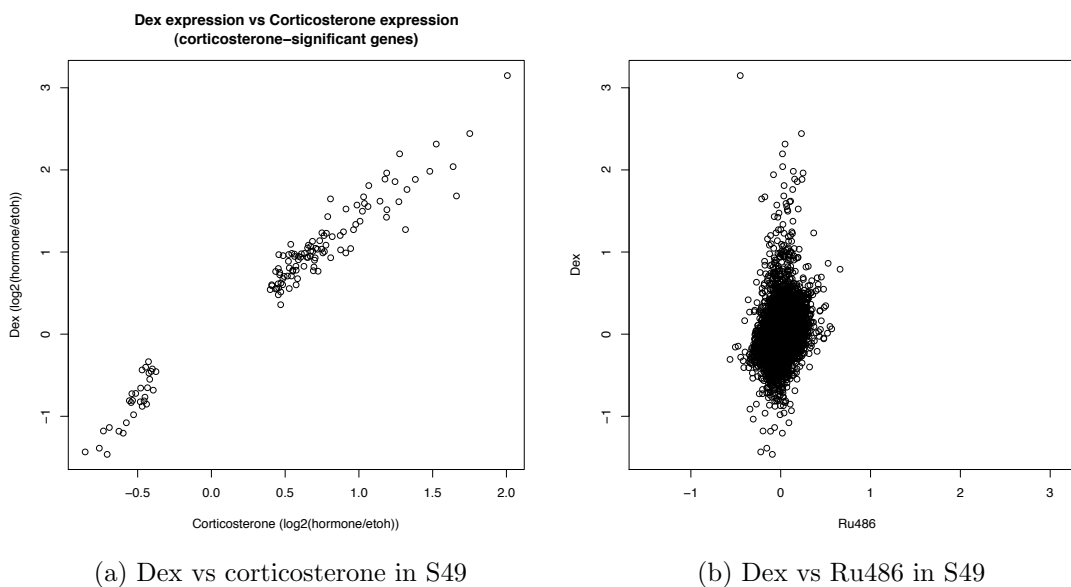 Dex expression vs Corticosterone expression
(corticosterone−significant genes)
3
2
1
0
−1
Dex (log2(hormone/etoh))
−0.5
0.0
0.5
1.0
1.5
2.0
Corticosterone (log2(hormone/etoh))
(a) Dex vs corticosterone in S49
3
2
1
0
−1
Dex
−1
0
1
2
3
Ru486
(b) Dex vs Ru486 in S49